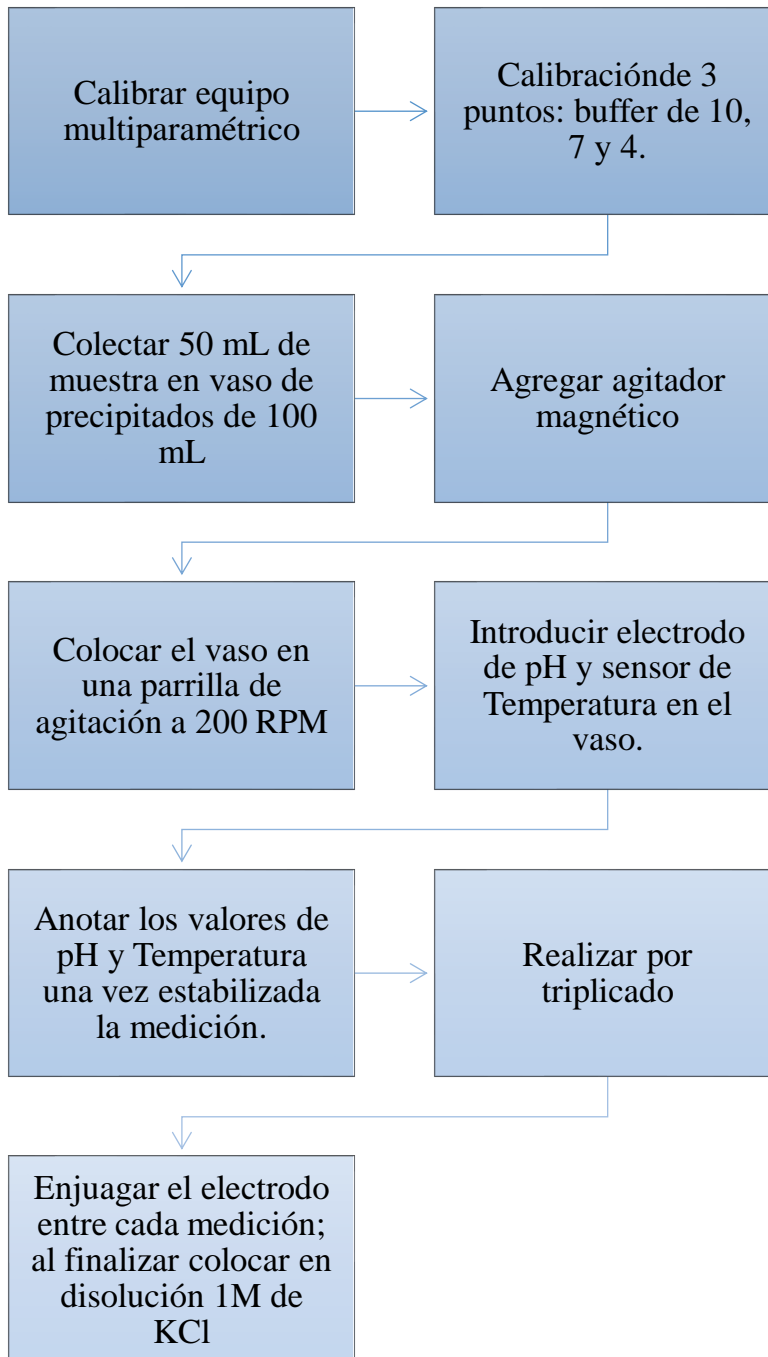 Calibrar equipo
multiparamétrico
Calibraciónde 3
puntos: buffer de 10,
7 y 4.
Colectar 50 mL de
muestra en vaso de
precipitados de 100
mL
Agregar agitador
magnético
Colocar el vaso en
una parrilla de
agitación a 200 RPM
Introducir electrodo
de pH y sensor de
Temperatura en el
vaso.
Anotar los valores de
pH y Temperatura
una vez estabilizada
la medición.
Realizar por
triplicado
Enjuagar el electrodo
entre cada medición;
al finalizar colocar en
disolución 1M de
KCl